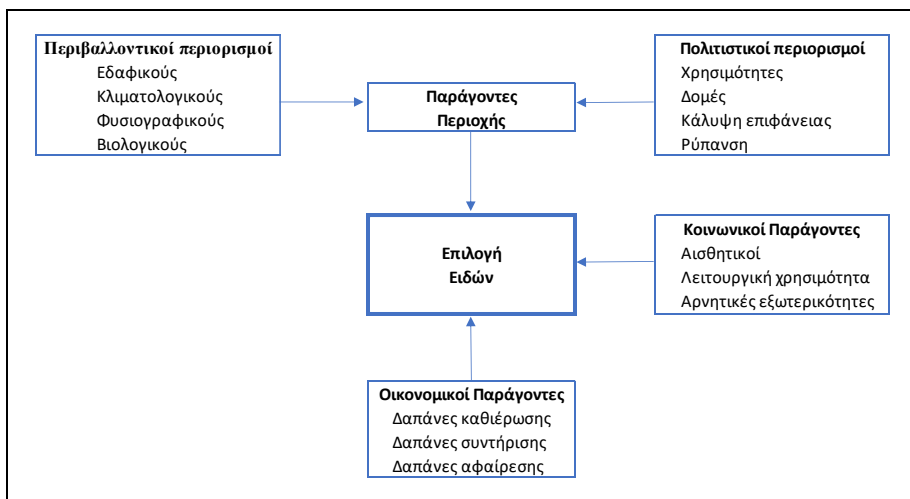 Περιβαλλοντικοί περιορισμοί
Εδαφικούς
Κλιματολογικούς
Φυσιογραφικούς
Βιολογικούς
Παράγοντες
Περιοχής
Πολιτιστικοί περιορισμοί
Χρησιμότητες
Δομές
Κάλυψη επιφάνειας
Ρύπανση
Επιλογή
Ειδών
Κοινωνικοί Παράγοντες
Αισθητικοί
Λειτουργική χρησιμότητα
Αρνητικές εξωτερικότητες
Οικονομικοί Παράγοντες
Δαπάνες καθιέρωσης
Δαπάνες συντήρισης
Δαπάνες αφαίρεσης